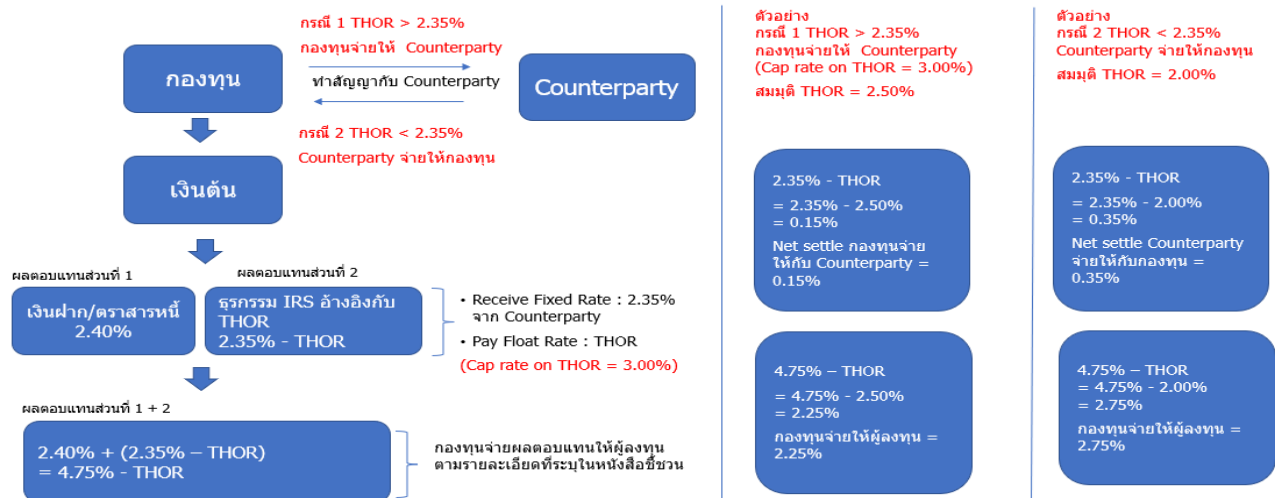 กรณี 1 THOR > 2.35%
กองทุนจ่ายให้ Counterparty
กองทุน
ทำสัญญากับ Counterparty
Counterparty
กรณี 2 THOR < 2.35%
Counterparty จ่ายให้กองทุน
เงินต้น
ผลตอบแทนส่วนที่ 1
ผลตอบแทนส่วนที่ 2
เงินฝาก/ตราสารหนี้
2.40%
ธุรกรรม IRS อ้างอิงกับ
THOR
2.35% - THOR
• Receive Fixed Rate : 2.35%
จาก Counterparty
• Pay Float Rate : THOR
(Cap rate on THOR = 3.00%)
ผลตอบแทนส่วนที่ 1 + 2
2.40% + (2.35% – THOR)
= 4.75% - THOR
กองทุนจ่ายผลตอบแทนให้ผู้ลงทุน
ตามรายละเอียดที่ระบุในหนังสือชี้ชวน
ตัวอย่าง
กรณี 1 THOR > 2.35%
กองทุนจ่ายให้ Counterparty
(Cap rate on THOR = 3.00%)
สมมุติ THOR = 2.50%
2.35% - THOR
= 2.35% - 2.50%
= 0.15%
Net settle กองทุนจ่าย
ให้กับ Counterparty =
0.15%
4.75% – THOR
= 4.75% - 2.50%
= 2.25%
กองทุนจ่ายให้ผู้ลงทุน =
2.25%
ตัวอย่าง
กรณี 2 THOR < 2.35%
Counterparty จ่ายให้กองทุน
สมมุติ THOR = 2.00%
2.35% - THOR
= 2.35% - 2.00%
= 0.35%
Net settle Counterparty
จ่ายให้กับกองทุน =
0.35%
4.75% – THOR
= 4.75% - 2.00%
= 2.75%
กองทุนจ่ายให้ผู้ลงทุน =
2.75%